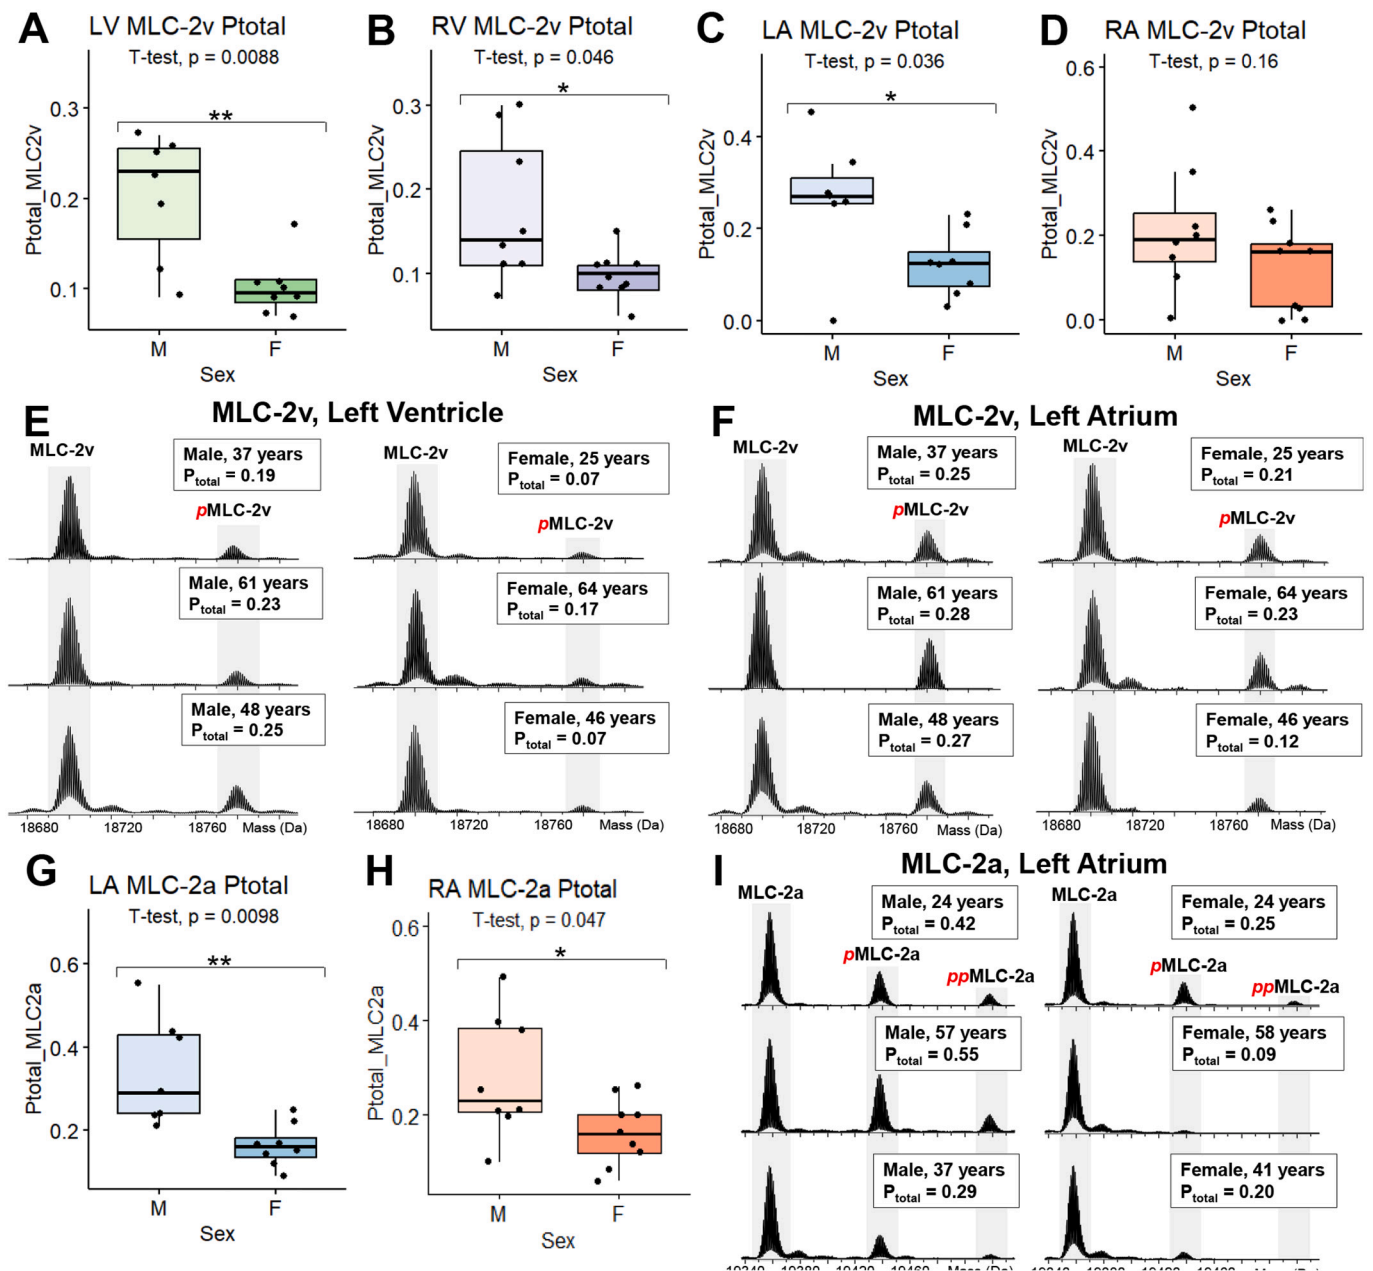 A
LV MLC-2v Ptotal
T-test, p = 0.0088
**
Ptotal_MLC2v
0.3
0.2
0.1
M F
Sex
B
RV MLC-2v Ptotal
T-test, p = 0.046
*
Ptotal_MLC2v
0.3
0.2
0.1
M F
Sex
C
LA MLC-2v Ptotal
T-test, p = 0.036
*
Ptotal_MLC2v
0.4
0.2
0.0
M F
Sex
D
RA MLC-2v Ptotal
T-test, p = 0.16
Ptotal_MLC2v
0.6
0.4
0.2
0.0
M F
Sex
E
MLC-2v, Left Ventricle
MLC-2v
Male, 37 years
Ptotal = 0.19
pMLC-2v
Male, 61 years
Ptotal = 0.23
Male, 48 years
Ptotal = 0.25
18680 18720 18760 Mass (Da)
MLC-2v
Female, 25 years
Ptotal = 0.07
pMLC-2v
Female, 64 years
Ptotal = 0.17
Female, 46 years
Ptotal = 0.07
18680 18720 18760 Mass (Da)
F
MLC-2v, Left Atrium
MLC-2v
Male, 37 years
Ptotal = 0.25
pMLC-2v
Male, 61 years
Ptotal = 0.28
Male, 48 years
Ptotal = 0.27
18680 18720 18760 Mass (Da)
MLC-2v
Female, 25 years
Ptotal = 0.21
pMLC-2v
Female, 64 years
Ptotal = 0.23
Female, 46 years
Ptotal = 0.12
18680 18720 18760 Mass (Da)
G
LA MLC-2a Ptotal
T-test, p = 0.0098
**
Ptotal_MLC2a
0.6
0.4
0.2
M F
Sex
H
RA MLC-2a Ptotal
T-test, p = 0.047
*
Ptotal_MLC2a
0.6
0.4
0.2
M F
Sex
I
MLC-2a, Left Atrium
MLC-2a
Male, 24 years
Ptotal = 0.42
pMLC-2a
ppMLC-2a
Male, 57 years
Ptotal = 0.55
Male, 37 years
Ptotal = 0.29
MLC-2a
Female, 24 years
Ptotal = 0.25
pMLC-2a
ppMLC-2a
Female, 58 years
Ptotal = 0.09
Female, 41 years
Ptotal = 0.20